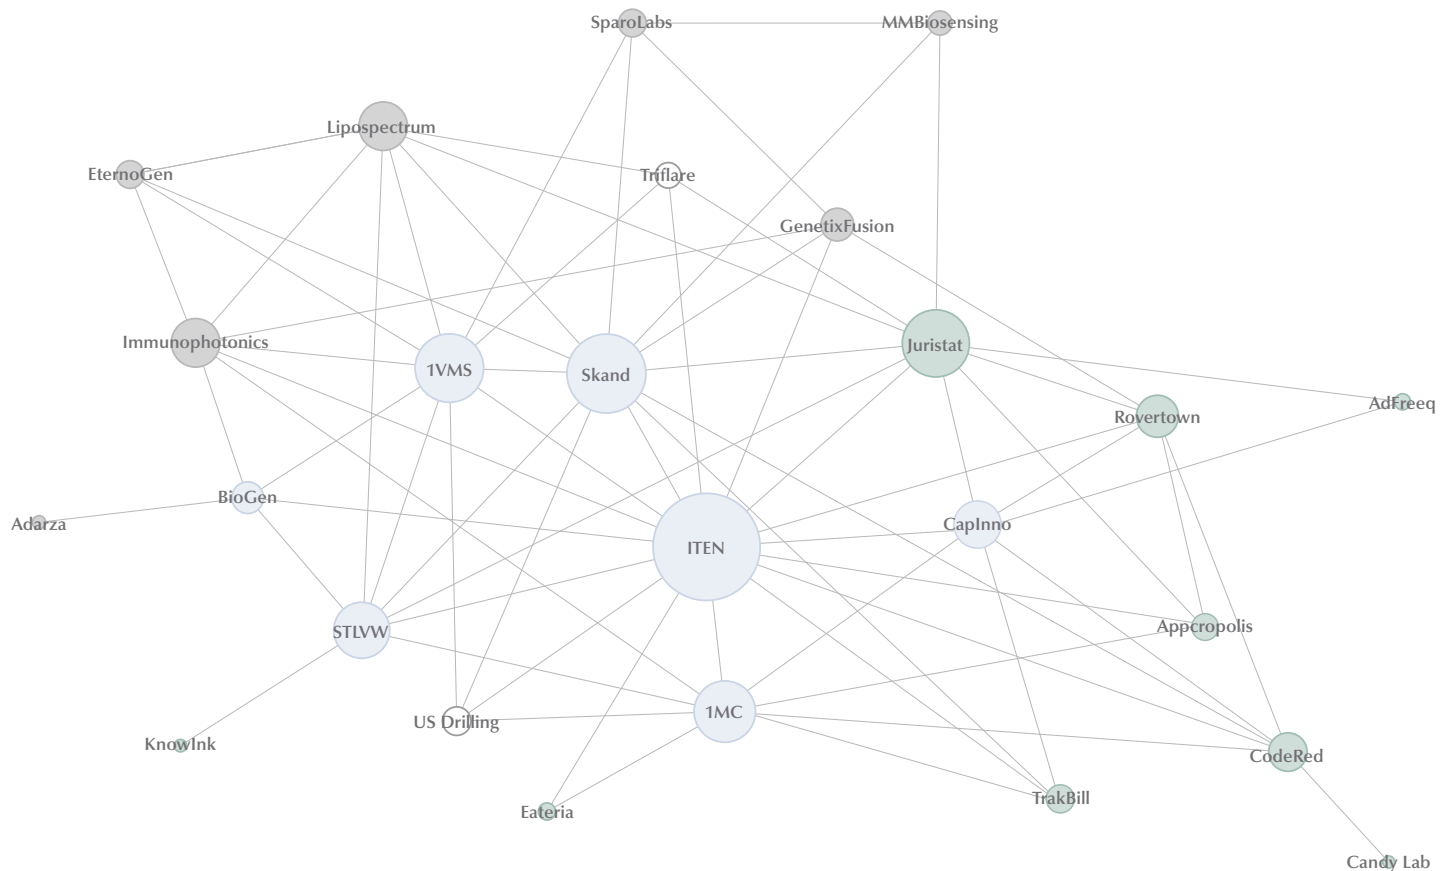 SparoLabs
MMBiosensing
Lipospectrum
EternoGen
Triflare
GenetixFusion
Immunophotonics
1VMS
Skand
Juristat
AdFreeq
Rovertown
BioGen
Adarza
CapInno
ITEN
STLVW
Appcropolis
1MC
US Drilling
KnowInk
CodeRed
TrakBill
Eateria
Candy Lab